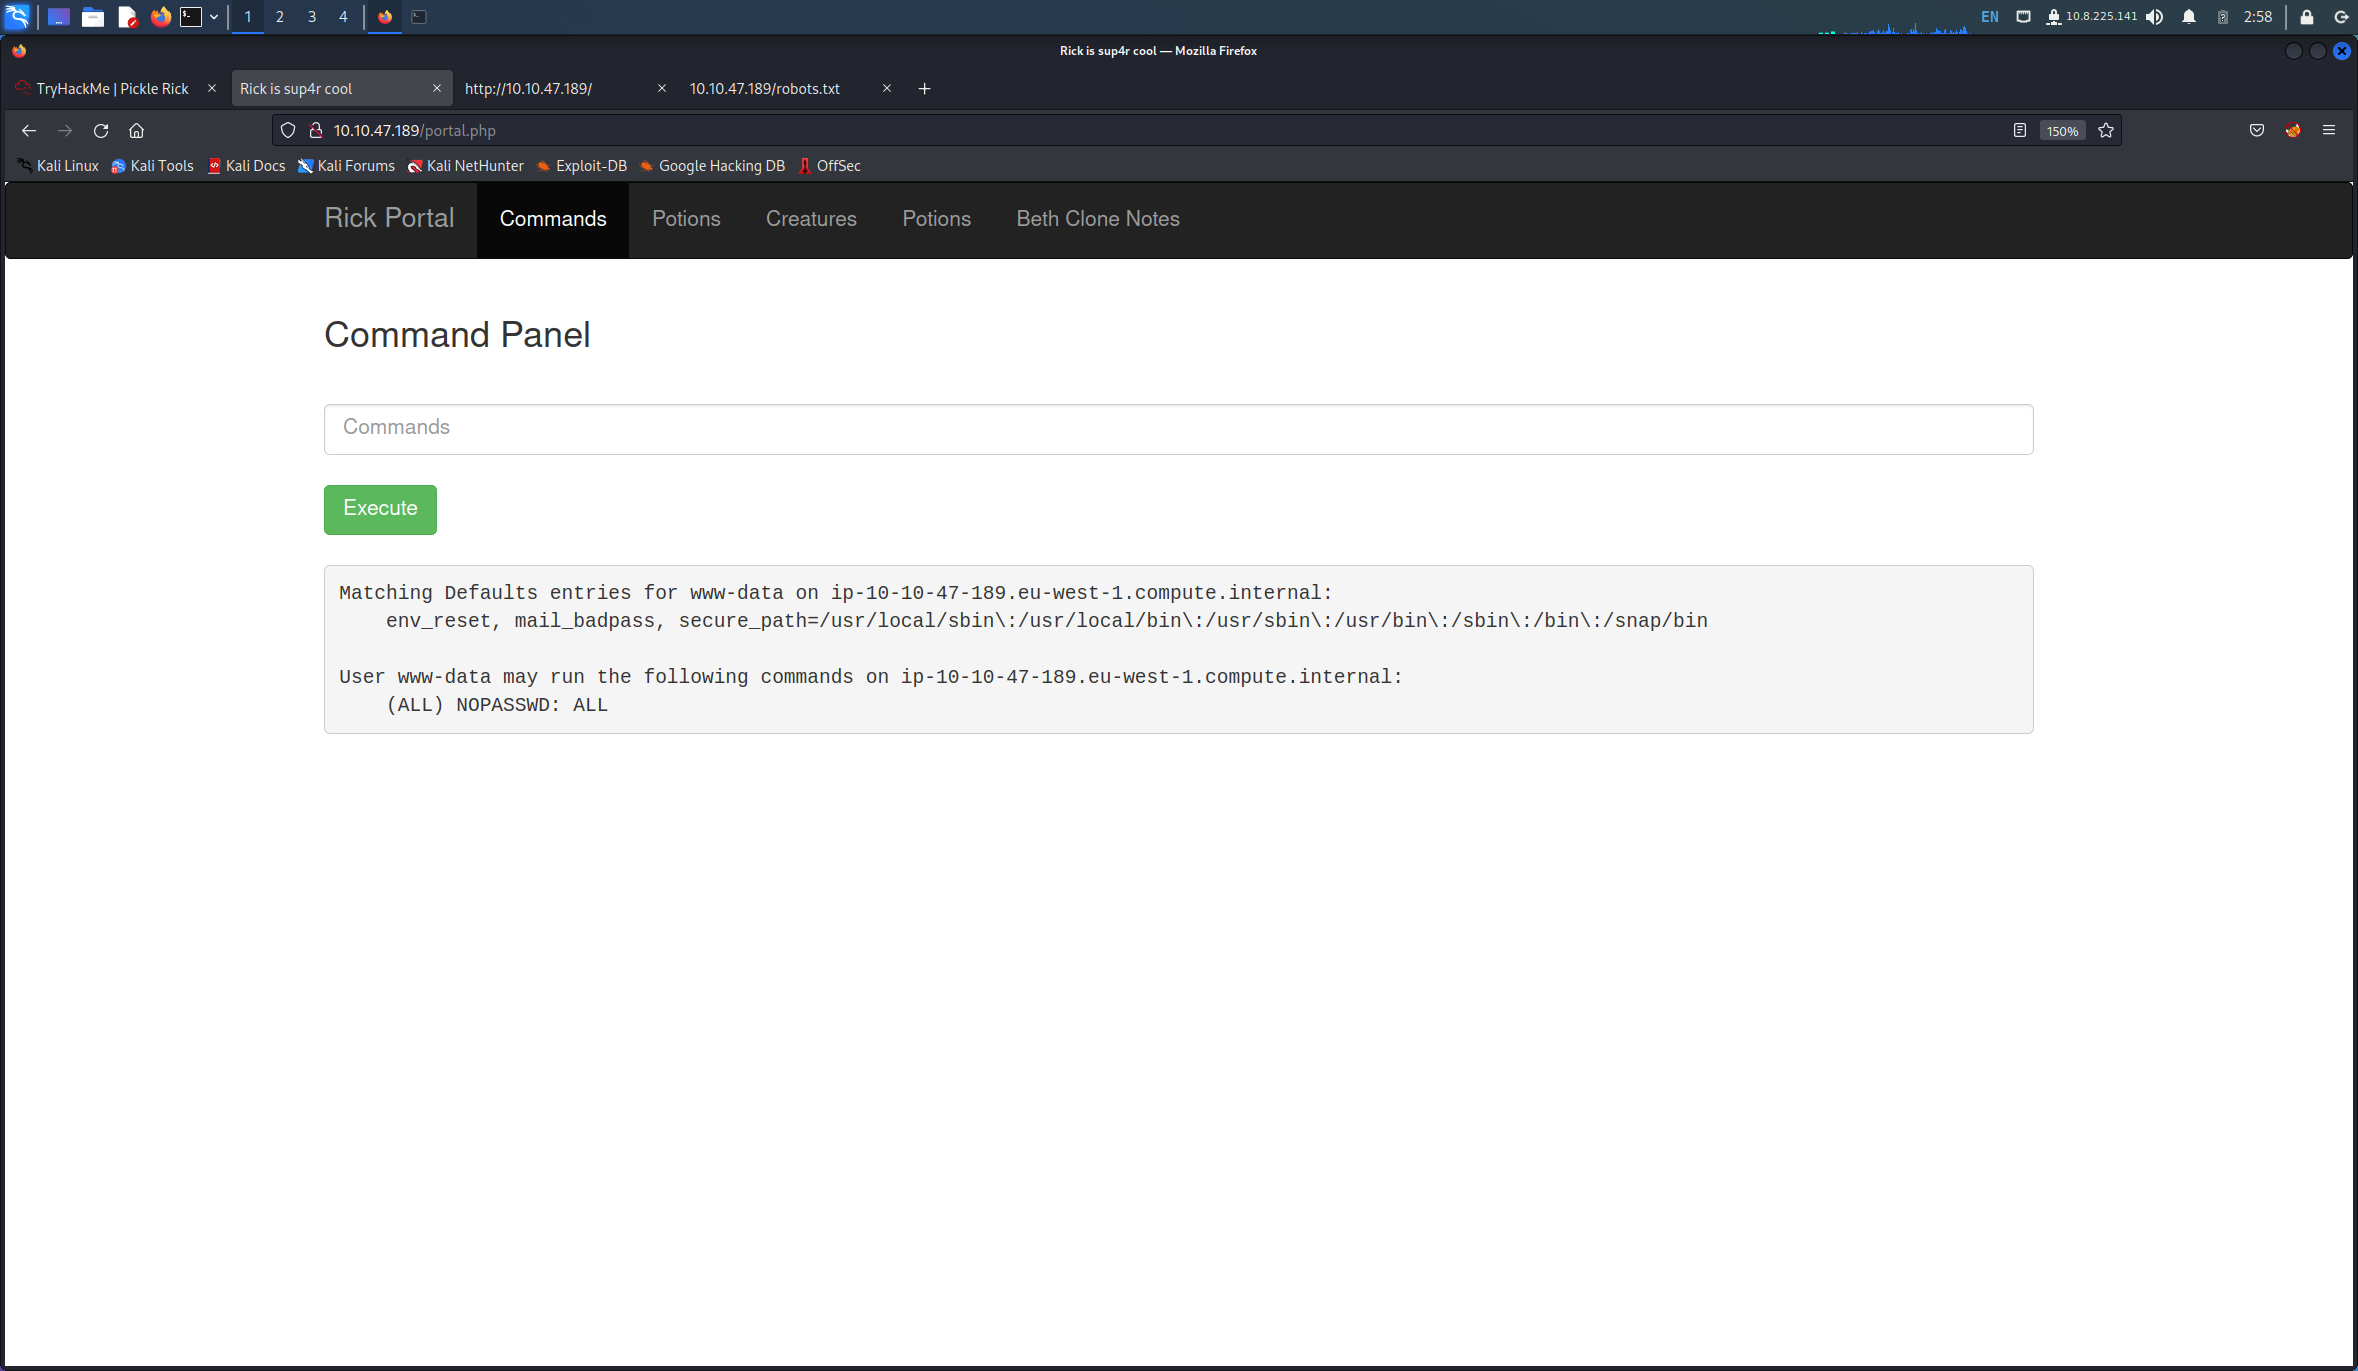 1 2 3 4 EN 10.8.225.141 2:58
Rick is sup4r cool — Mozilla Firefox
TryHackMe | Pickle Rick Rick is sup4r cool http://10.10.47.189/ 10.10.47.189/robots.txt
10.10.47.189/portal.php 150%
Kali Linux Kali Tools Kali Docs Kali Forums Kali NetHunter Exploit-DB Google Hacking DB OffSec
Rick Portal Commands Potions Creatures Potions Beth Clone Notes
Command Panel
Commands
Execute
Matching Defaults entries for www-data on ip-10-10-47-189.eu-west-1.compute.internal:
env_reset, mail_badpass, secure_path=/usr/local/sbin\:/usr/local/bin\:/usr/sbin\:/usr/bin\:/sbin\:/bin\:/snap/bin
User www-data may run the following commands on ip-10-10-47-189.eu-west-1.compute.internal:
(ALL) NOPASSWD: ALL